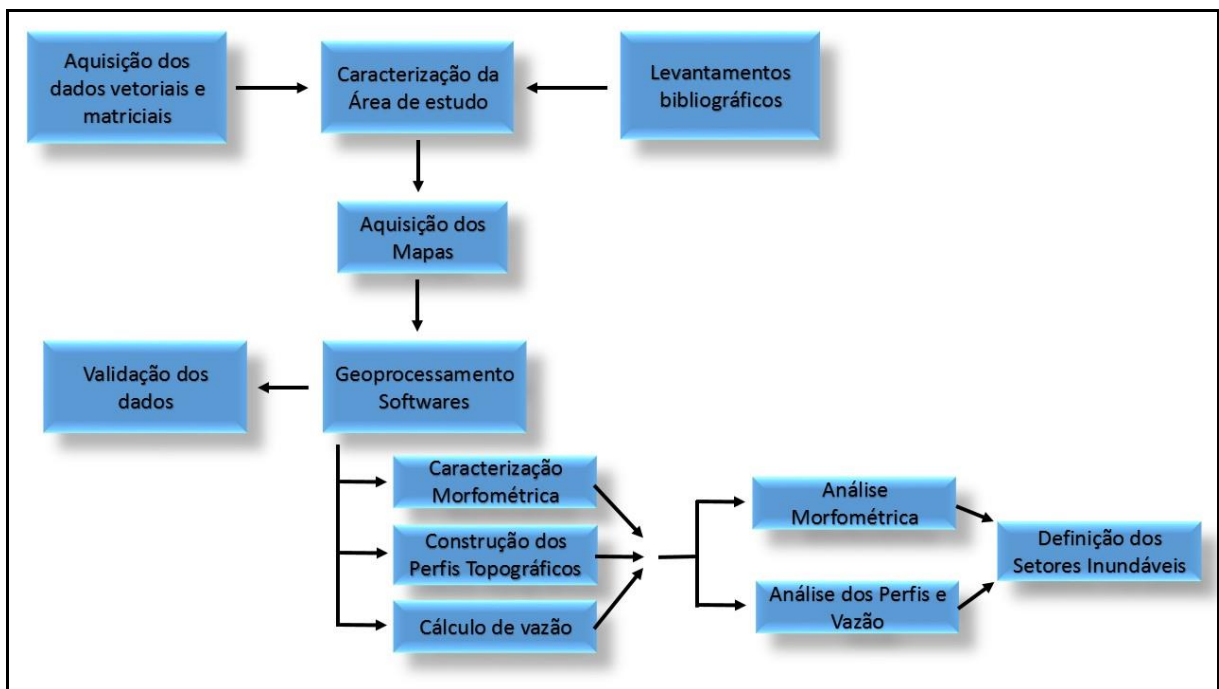 Aquisição dos
dados vetoriais e
matriciais
Caracterização da
Área de estudo
Levantamentos
bibliográficos
Aquisição dos
Mapas
Validação dos
dados
Geoprocessamento
Softwares
Caracterização
Morfométrica
Construção dos
Perfis Topográficos
Cálculo de vazão
Análise
Morfométrica
Análise dos Perfis e
Vazão
Definição dos
Setores Inundáveis